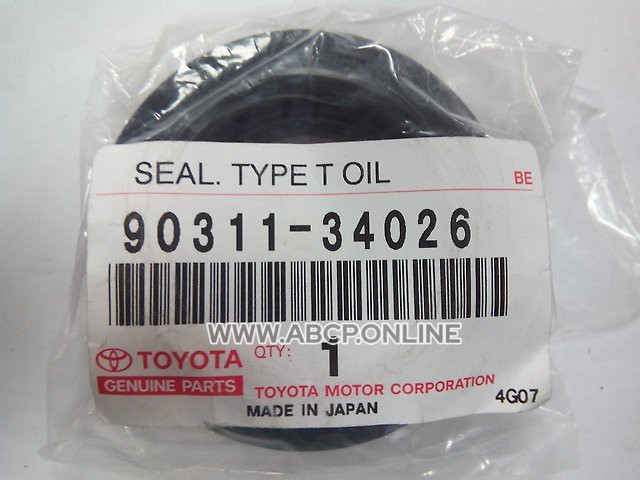 SEAL. TYPE T OIL
BE
90311-34026
WWW.ABCP.ONLINE
TOYOTA
GENUINE PARTS
QTY: 1
TOYOTA MOTOR CORPORATION
MADE IN JAPAN
4G07